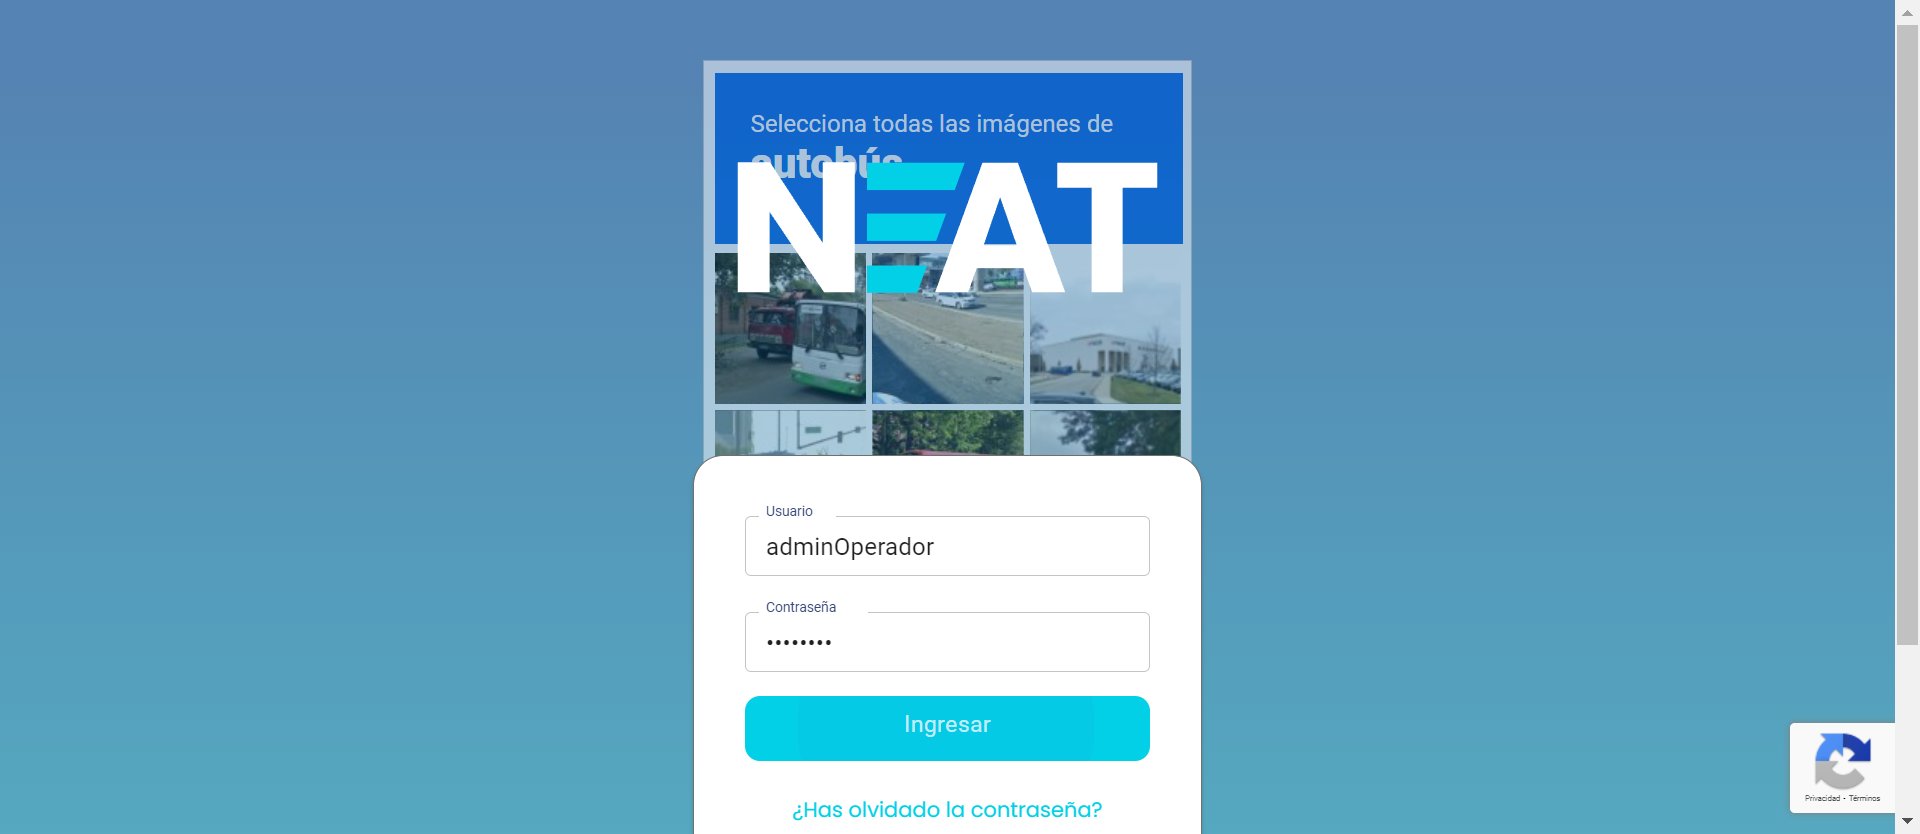 Selecciona todas las imágenes de
autobús
NEAT
Usuario
adminOperador
Contraseña
••••••••
Ingresar
¿Has olvidado la contraseña?
Privacidad - Términos